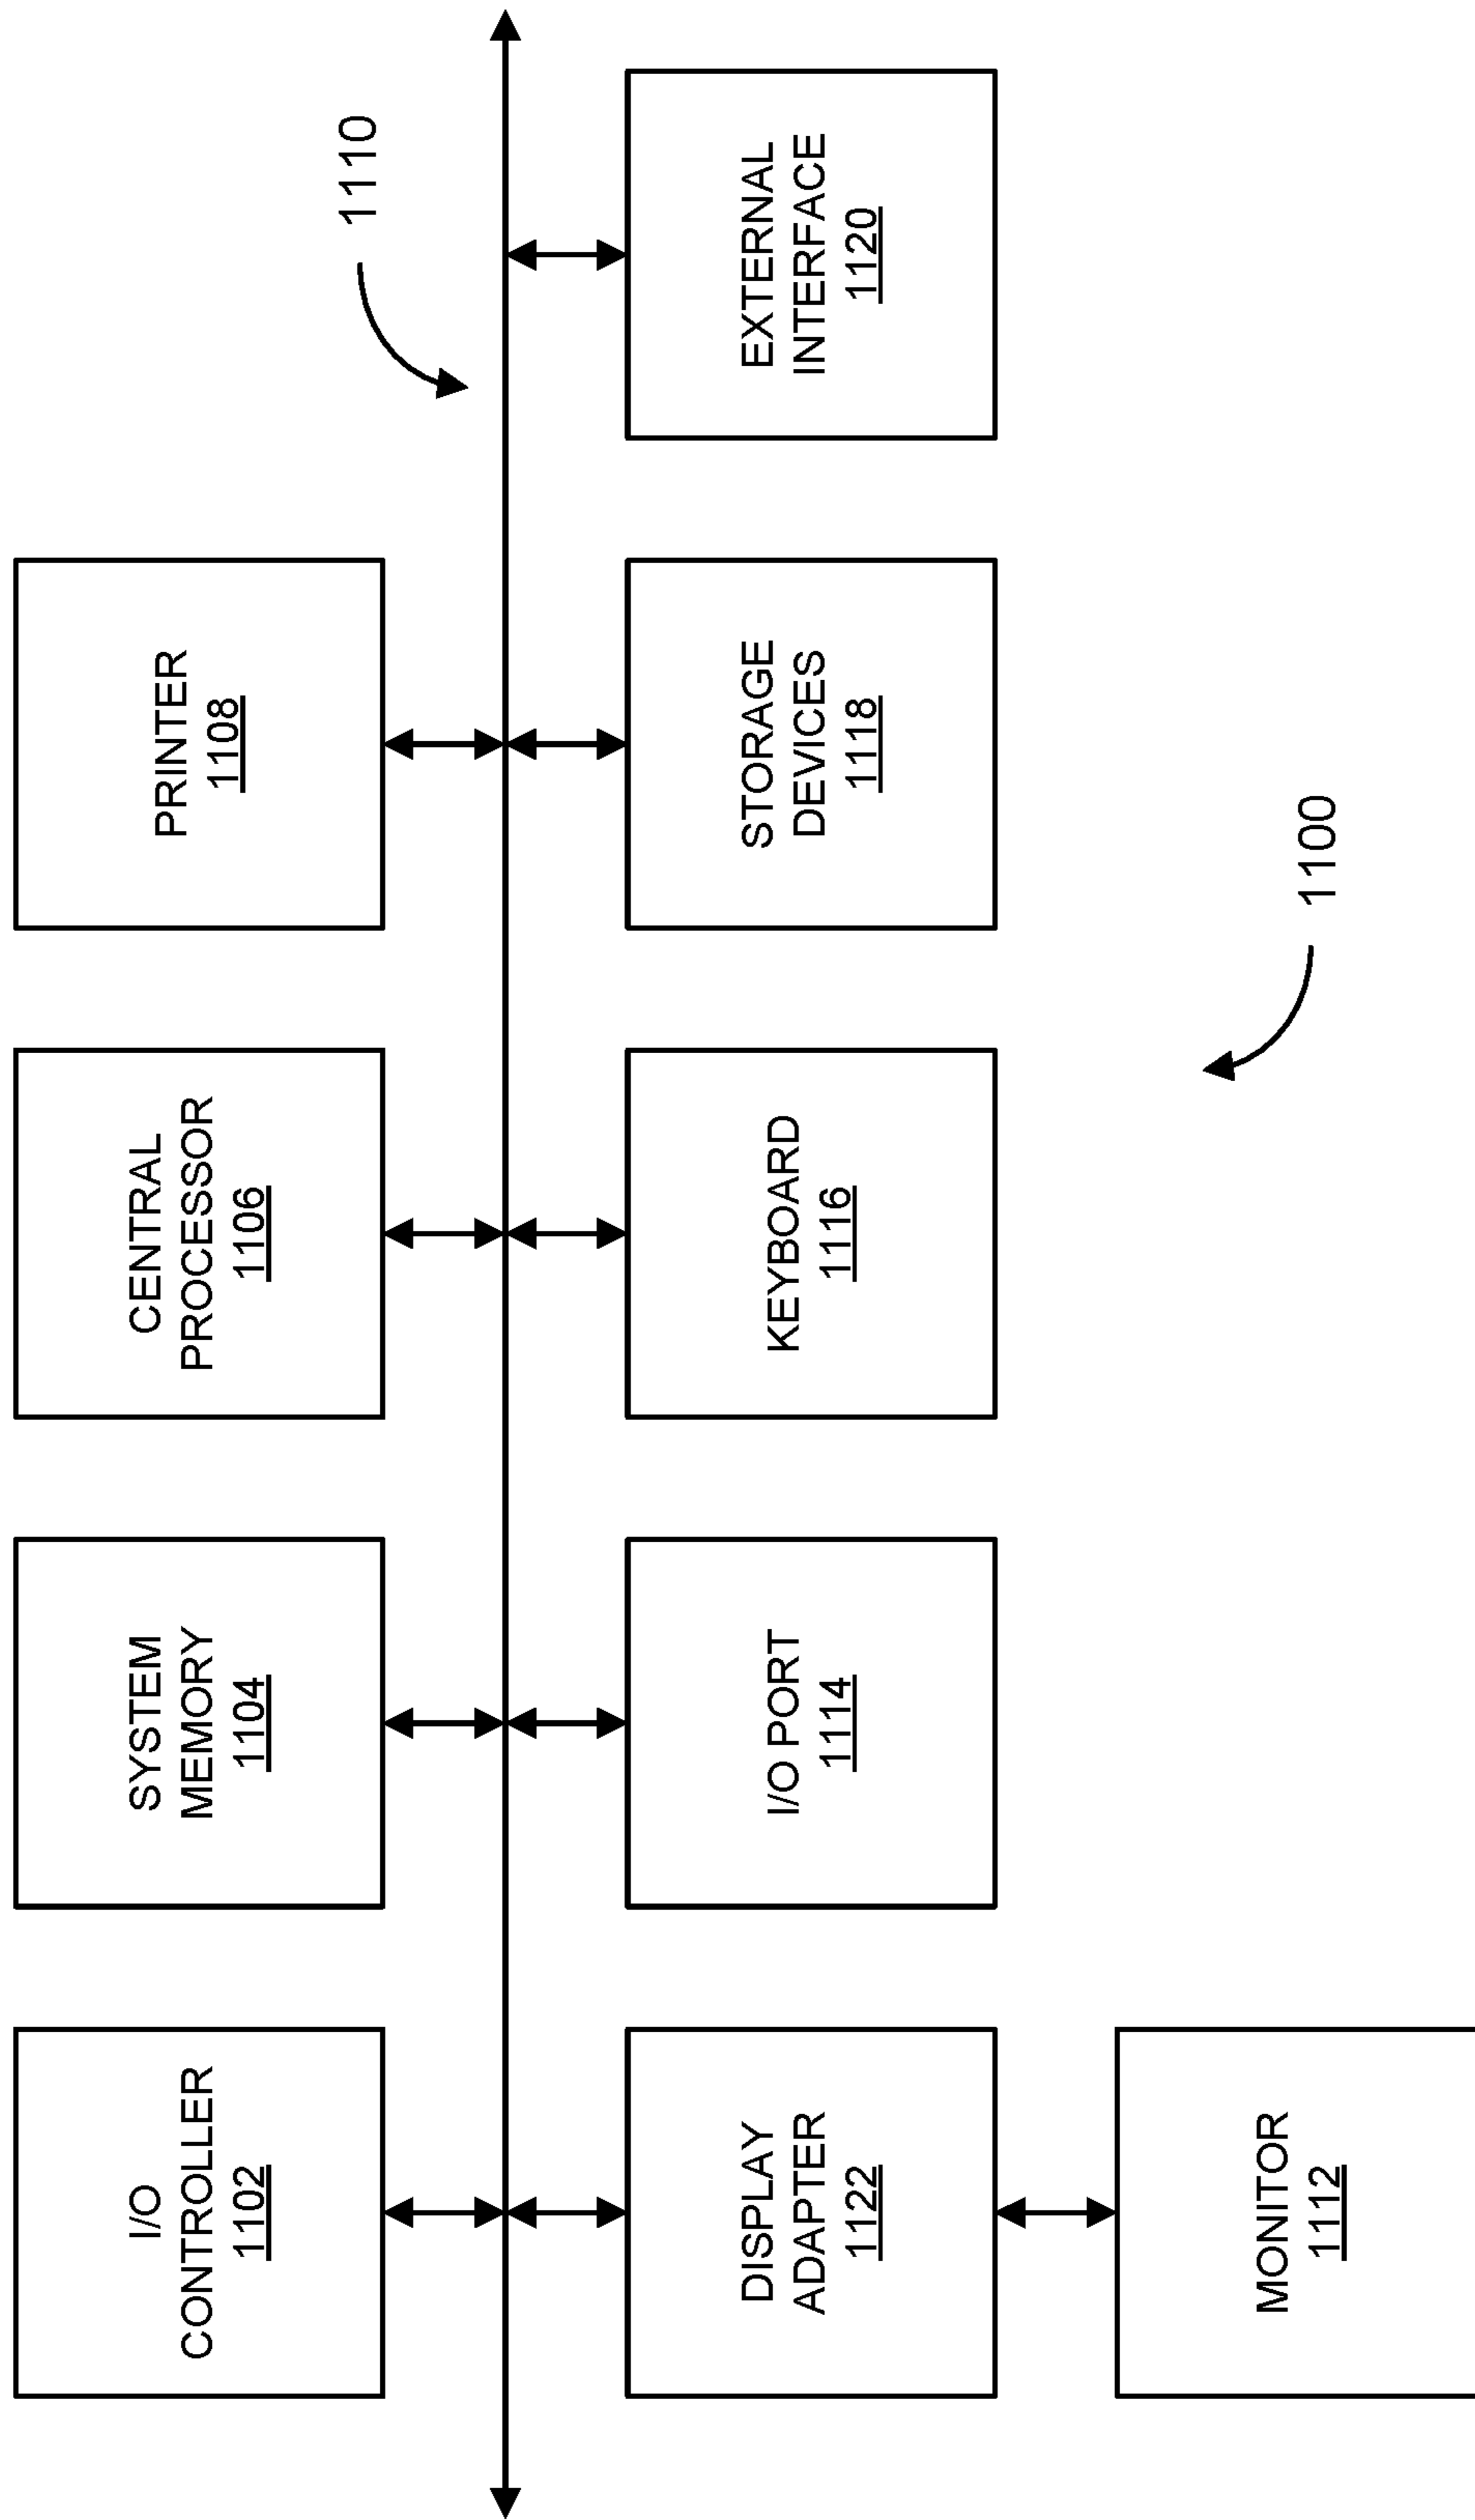 I/O
CONTROLLER
1102
SYSTEM
MEMORY
1104
CENTRAL
PROCESSOR
1106
PRINTER
1108
1110
DISPLAY
ADAPTER
1122
I/O PORT
1114
KEYBOARD
1116
STORAGE
DEVICES
1118
EXTERNAL
INTERFACE
1120
MONITOR
1112
1100